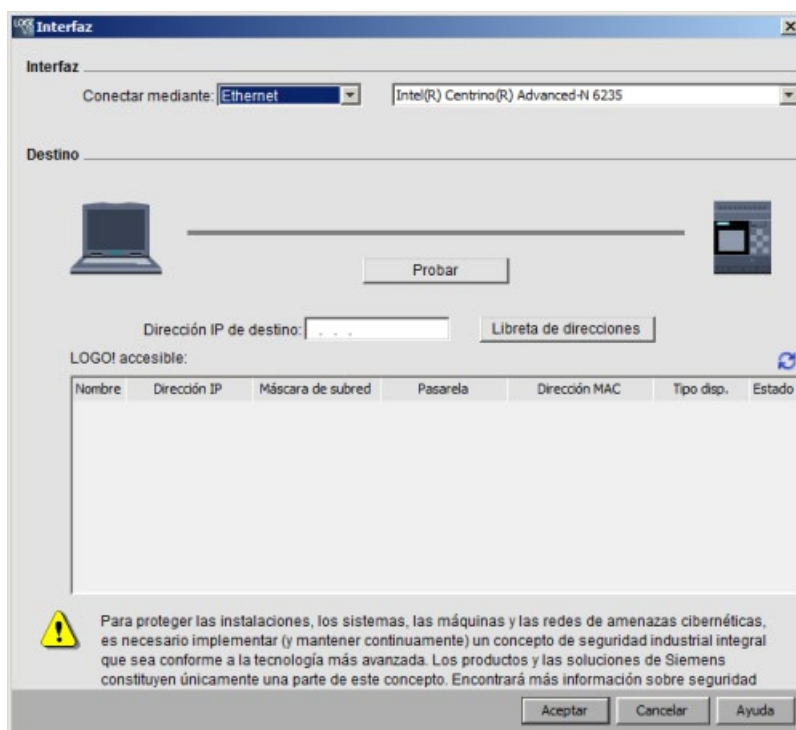 Interfaz
Interfaz
Conectar mediante: Ethernet Intel(R) Centrino(R) Advanced-N 6235
Destino
Probar
Dirección IP de destino: . . . Libreta de direcciones
LOGO! accesible:
Nombre Dirección IP Máscara de subred Pasarela Dirección MAC Tipo disp. Estado
Para proteger las instalaciones, los sistemas, las máquinas y las redes de amenazas cibernéticas,
es necesario implementar (y mantener continuamente) un concepto de seguridad industrial integral
que sea conforme a la tecnología más avanzada. Los productos y las soluciones de Siemens
constituyen únicamente una parte de este concepto. Encontrará más información sobre seguridad
Aceptar Cancelar Ayuda